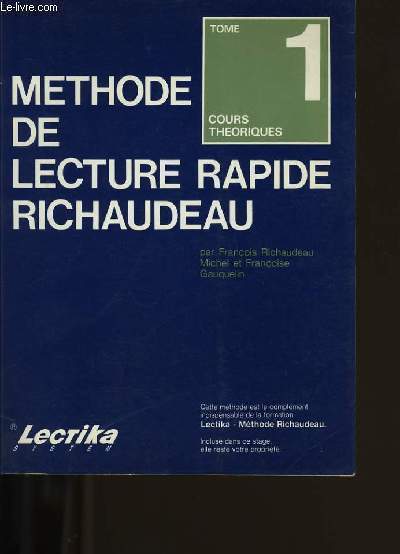 Le-livre.com
TOME
1
COURS
THEORIQUES
METHODE
DE
LECTURE RAPIDE
RICHAUDEAU
par François Richaudeau
Michel et Françoise
Gauquelin
Cette méthode est le complément
indispensable de la formation
Lectika - Méthode Richaudeau.
Incluse dans ce stage,
elle reste votre propriété.
® LecTika
SISTEM